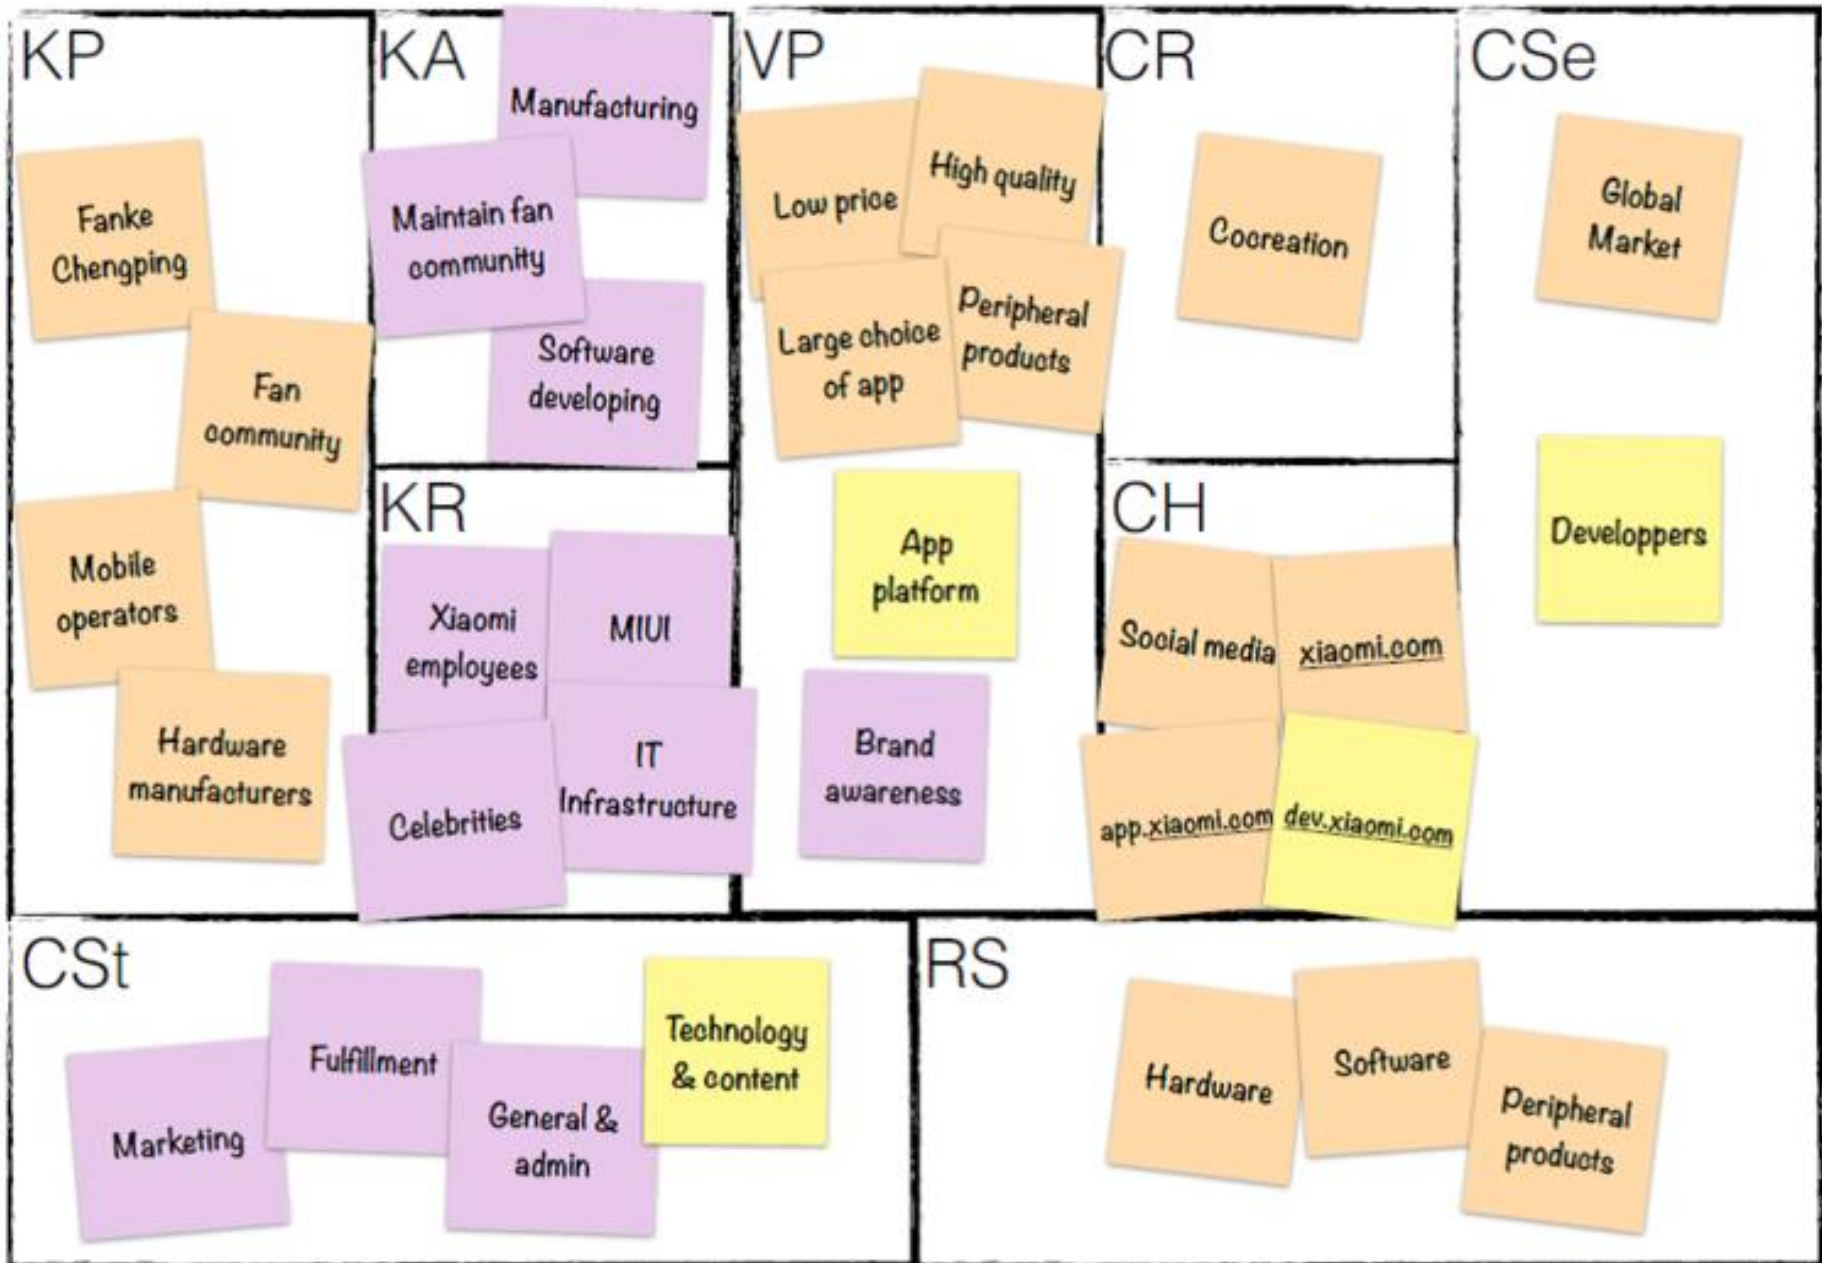 KP
Fanke
Chengping
Fan
community
Mobile
operators
Hardware
manufacturers
KA
Manufacturing
Maintain fan
community
Software
developing
KR
Xiaomi
employees
MIUI
IT
Infrastructure
Celebrities
VP
Low price
High quality
Large choice
of app
Peripheral
products
App
platform
Brand
awareness
CR
Cocreation
CH
Social media
xiaomi.com
app.xiaomi.com
dev.xiaomi.com
CSe
Global
Market
Developpers
CSt
Marketing
Fulfillment
General &
admin
Technology
& content
RS
Hardware
Software
Peripheral
products